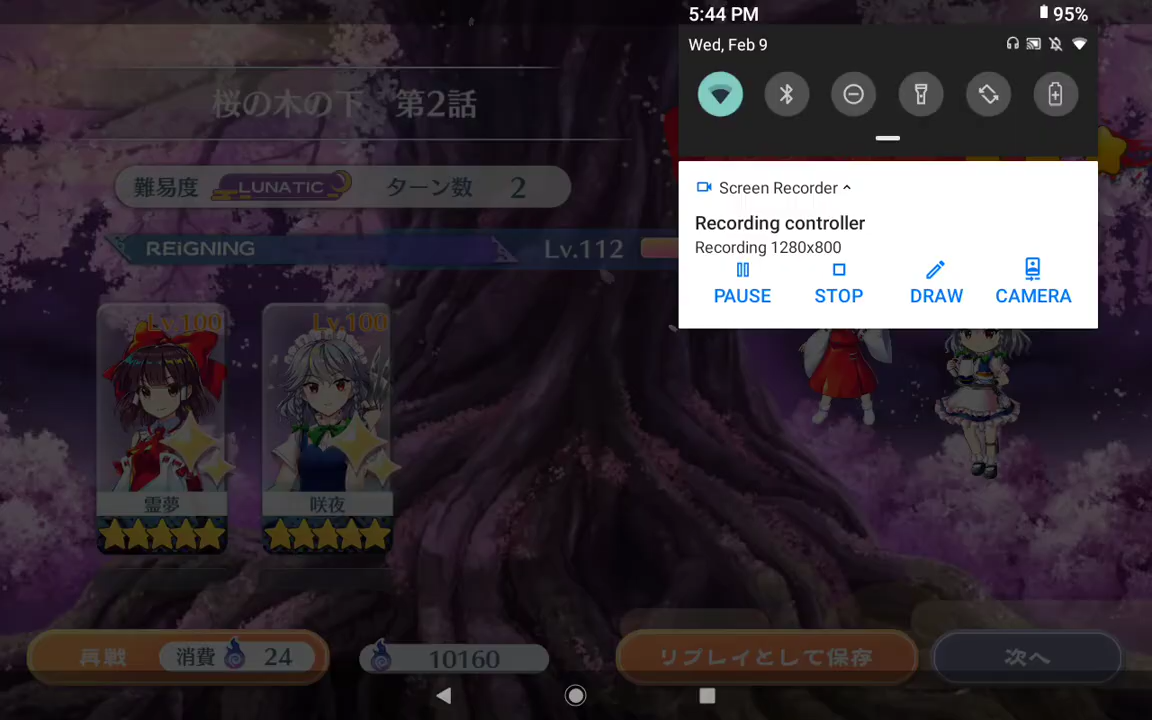 5:44 PM 95%
Wed, Feb 9
Screen Recorder
Recording controller
Recording 1280x800
PAUSE STOP DRAW CAMERA
桜の木の下 第2話
難易度 LUNATIC ターン数 2
REiGNING Lv.112
Lv.100 Lv.100
霊夢 咲夜
再戦 消費 24 10160 リプレイとして保存 次へ